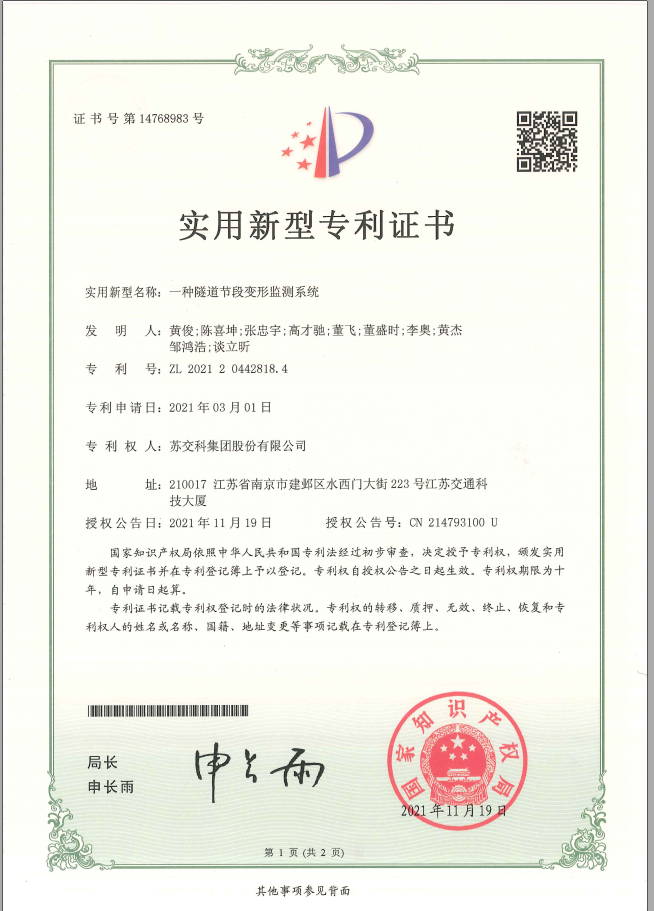 证书号第14768983号
实用新型专利证书
实用新型名称：一种隧道节段变形监测系统
发明人：黄俊;陈喜坤;张忠宇;高才驰;董飞;董盛时;李奥;黄杰
邹鸿浩;谈立昕
专利号：ZL 2021 2 0442818.4
专利申请日：2021年03月01日
专利权人：苏交科集团股份有限公司
地址：210017 江苏省南京市建邺区水西门大街223号江苏交通科
技大厦
授权公告日：2021年11月19日 授权公告号：CN 214793100 U
国家知识产权局依照中华人民共和国专利法经过初步审查，决定授予专利权，颁发实用
新型专利证书并在专利登记簿上予以登记。专利权自授权公告之日起生效。专利权期限为十
年，自申请日起算。
专利证书记载专利权登记时的法律状况。专利权的转移、质押、无效、终止、恢复和专
利权人的姓名或名称、国籍、地址变更等事项记载在专利登记簿上。
局长
申长雨
申长雨
国家知识产权局
2021年11月19日
第 1 页 (共 2 页)
其他事项参见背面